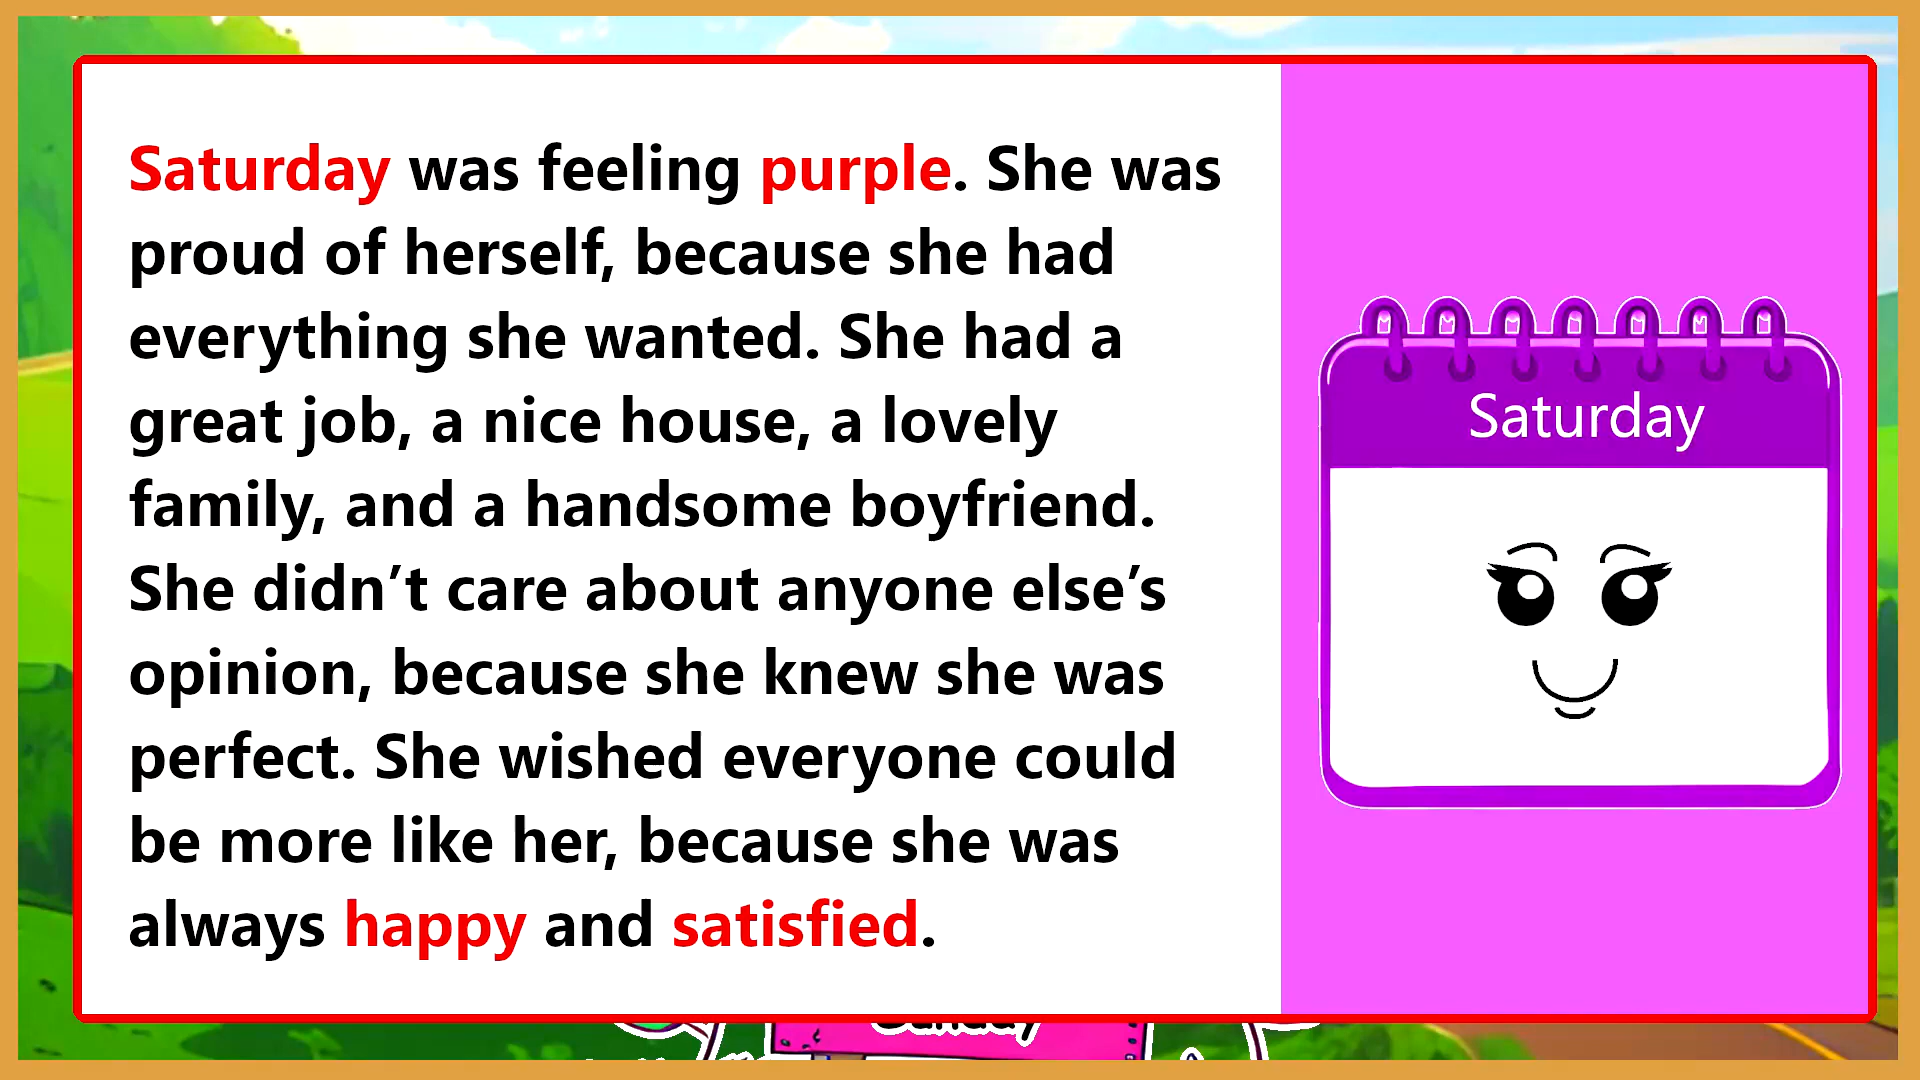 Saturday was feeling purple. She was
proud of herself, because she had
everything she wanted. She had a
great job, a nice house, a lovely
family, and a handsome boyfriend.
She didn’t care about anyone else’s
opinion, because she knew she was
perfect. She wished everyone could
be more like her, because she was
always happy and satisfied.
Saturday
Sunday